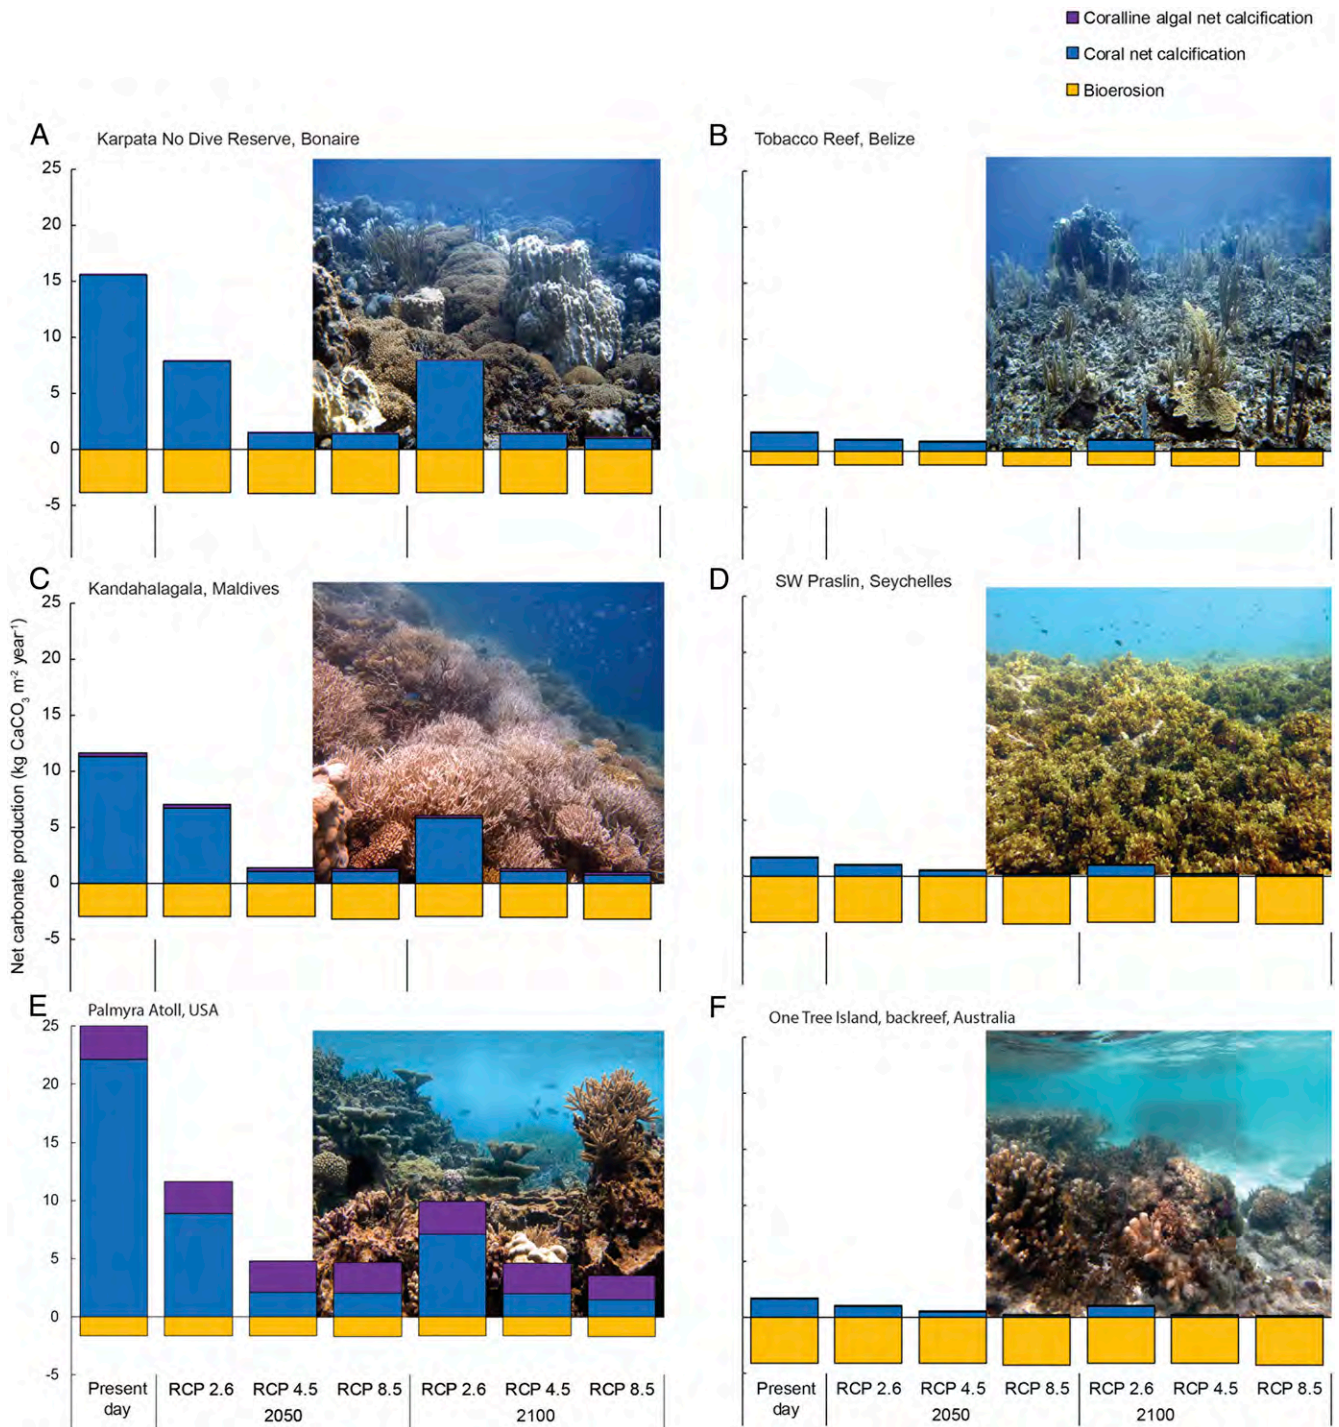 Coralline algal net calcification
Coral net calcification
Bioerosion
A
Karpata No Dive Reserve, Bonaire
25
20
15
10
5
0
-5
B
Tobacco Reef, Belize
C
Kandahalagala, Maldives
25
20
15
10
5
0
-5
D
SW Praslin, Seychelles
Net carbonate production (kg CaCO₃ m⁻² year⁻¹)
E
Palmyra Atoll, USA
25
20
15
10
5
0
-5
F
One Tree Island, backreef, Australia
Present day RCP 2.6 RCP 4.5 RCP 8.5 RCP 2.6 RCP 4.5 RCP 8.5
2050 2100
Present day RCP 2.6 RCP 4.5 RCP 8.5 RCP 2.6 RCP 4.5 RCP 8.5
2050 2100